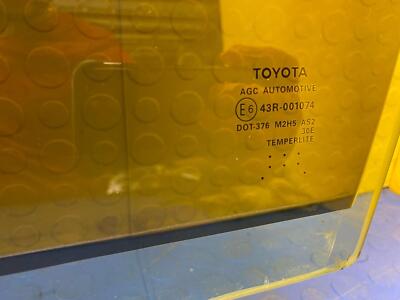 TOYOTA
AGC AUTOMOTIVE
E6 43R-001074
DOT-376 M2H5 AS2
30E
TEMPERLITE